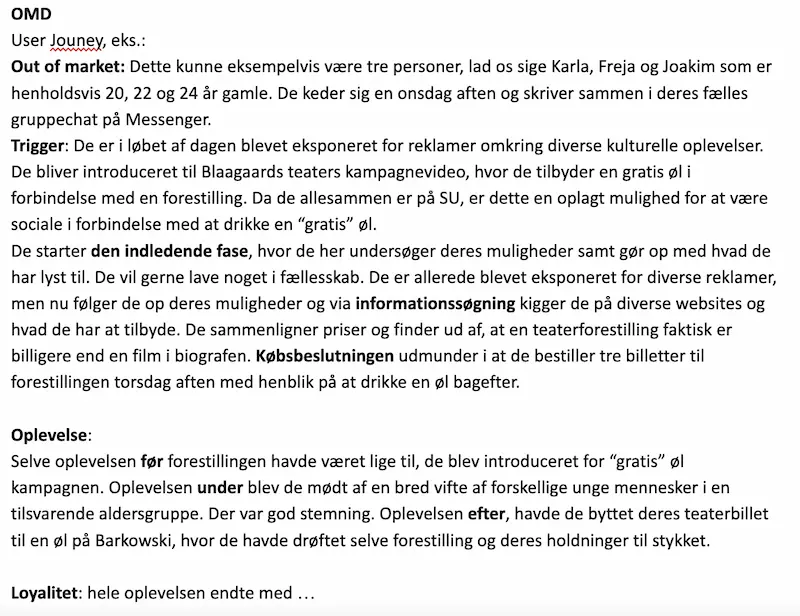 OMD
User Jouney, eks.:
Out of market: Dette kunne eksempelvis være tre personer, lad os sige Karla, Freja og Joakim som er
henholdsvis 20, 22 og 24 år gamle. De keder sig en onsdag aften og skriver sammen i deres fælles
gruppechat på Messenger.
Trigger: De er i løbet af dagen blevet eksponeret for reklamer omkring diverse kulturelle oplevelser.
De bliver introduceret til Blaagaards teaters kampagnevideo, hvor de tilbyder en gratis øl i
forbindelse med en forestilling. Da de allesammen er på SU, er dette en oplagt mulighed for at være
sociale i forbindelse med at drikke en “gratis” øl.
De starter den indledende fase, hvor de her undersøger deres muligheder samt gør op med hvad de
har lyst til. De vil gerne lave noget i fællesskab. De er allerede blevet eksponeret for diverse reklamer,
men nu følger de op deres muligheder og via informationssøgning kigger de på diverse websites og
hvad de har at tilbyde. De sammenligner priser og finder ud af, at en teaterforestilling faktisk er
billigere end en film i biografen. Købsbeslutningen udmunder i at de bestiller tre billetter til
forestillingen torsdag aften med henblik på at drikke en øl bagefter.
Oplevelse:
Selve oplevelsen før forestillingen havde været lige til, de blev introduceret for “gratis” øl
kampagnen. Oplevelsen under blev de mødt af en bred vifte af forskellige unge mennesker i en
tilsvarende aldersgruppe. Der var god stemning. Oplevelsen efter, havde de byttet deres teaterbillet
til en øl på Barkowski, hvor de havde drøftet selve forestilling og deres holdninger til stykket.
Loyalitet: hele oplevelsen endte med …